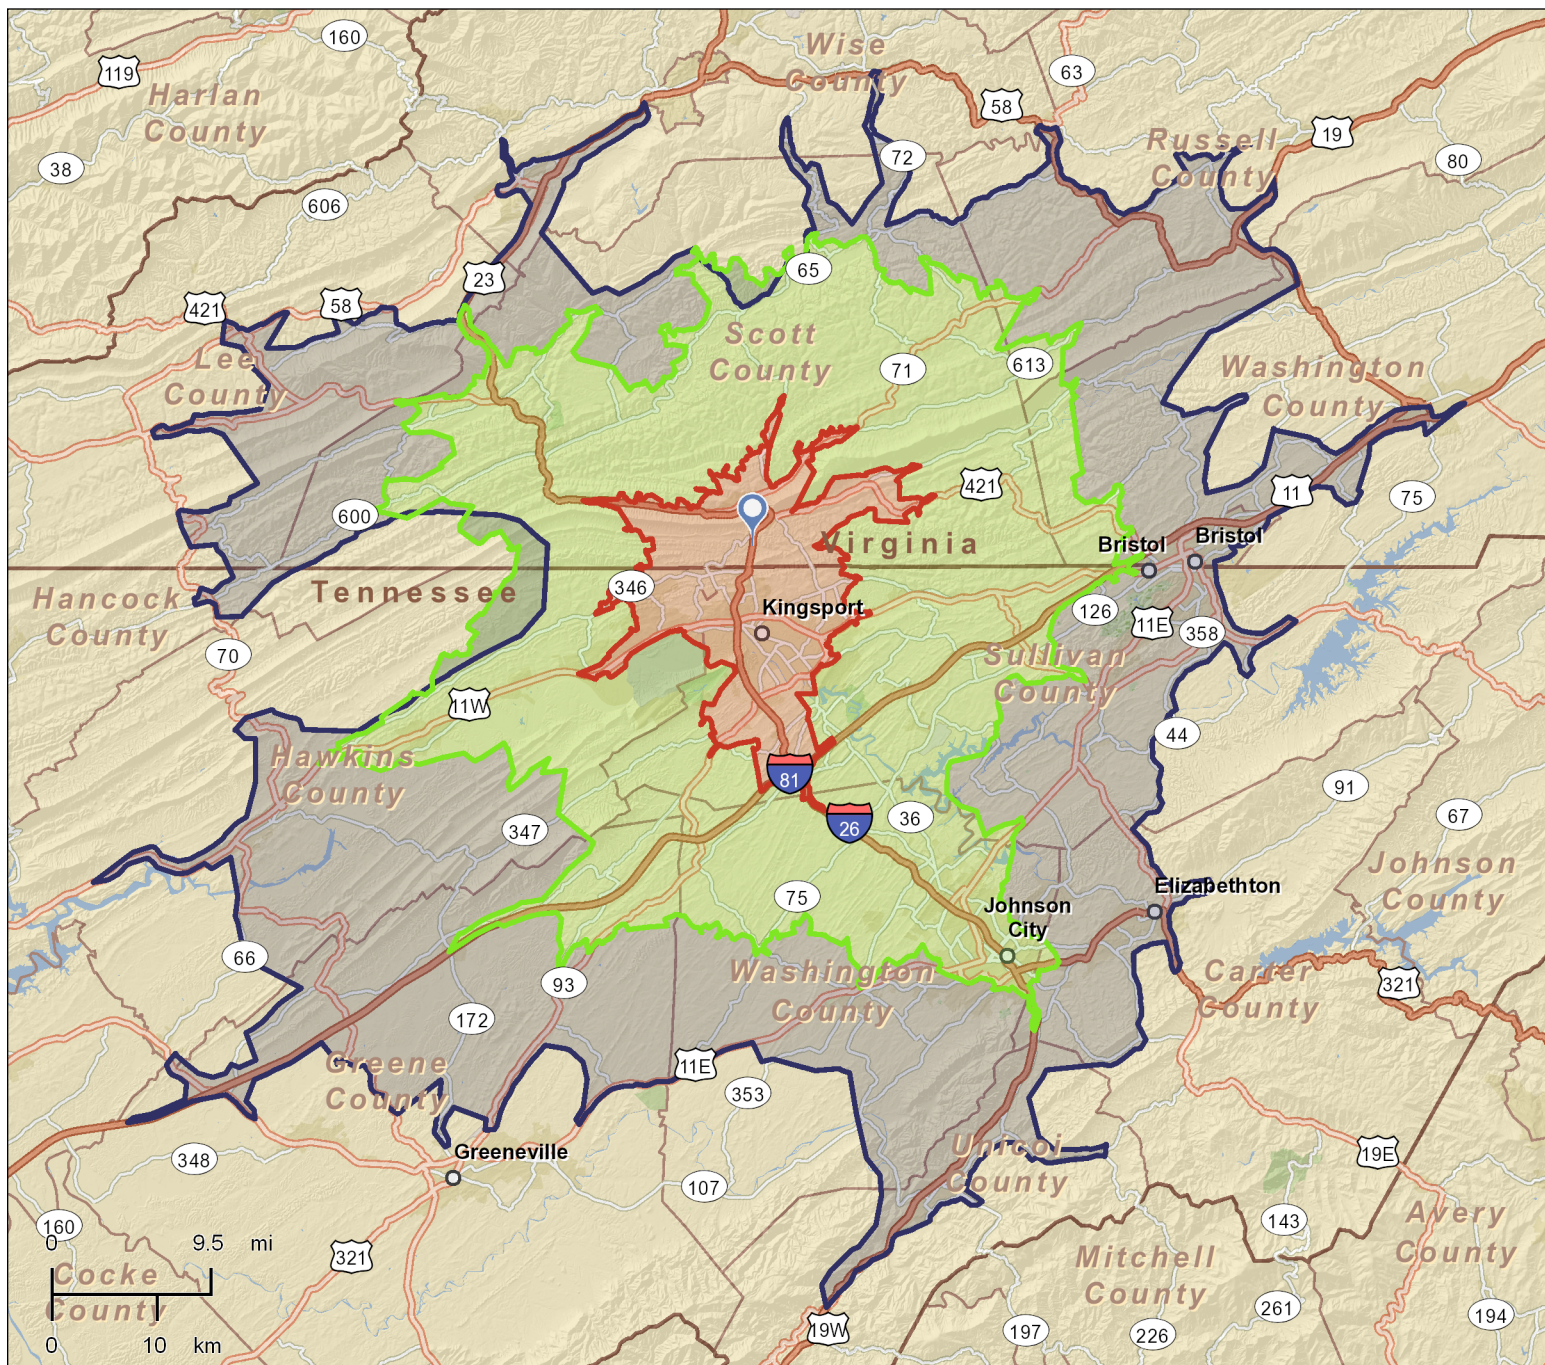 160
Wise
County
119
63
Harlan
County
58
Russell
County
19
38
72
80
606
65
23
421
58
Scott
County
Lee
County
71
613
Washington
County
421
11
75
600
Virginia
Bristol
Bristol
Tennessee
346
Hancock
County
Kingsport
126
11E
358
70
Sullivan
County
11W
44
Hawkins
County
81
91
26
36
67
347
Johnson
County
75
Elizabethton
Johnson
City
66
93
Washington
County
Carter
County
321
172
Greene
County
11E
353
Greeneville
348
Unicoi
County
19E
107
160
0
9.5
mi
321
143
Avery
County
Mitchell
County
Cocke
County
261
194
19W
197
226
0
10
km